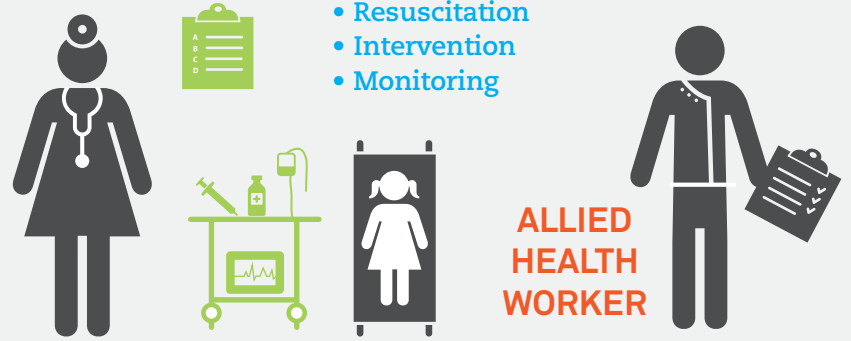 • Resuscitation
• Intervention
• Monitoring
A
B
C
D
ALLIED
HEALTH
WORKER